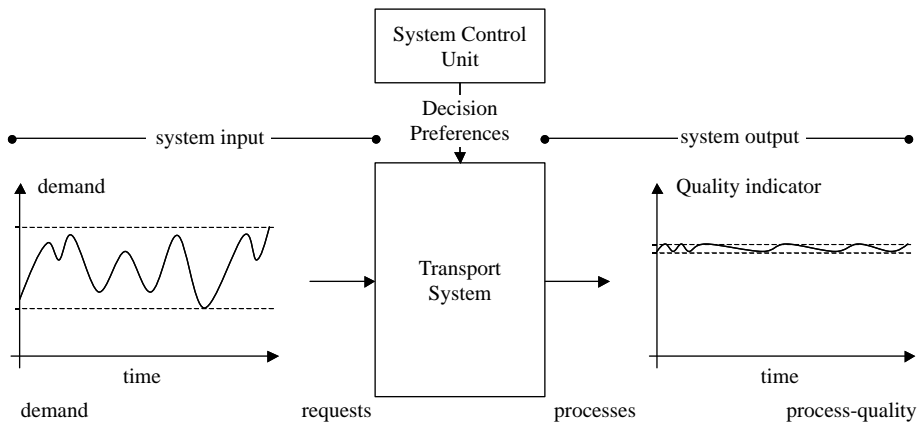 System Control
Unit
Decision
Preferences
system input
system output
demand
Quality indicator
Transport
System
time
time
demand
requests
processes
process-quality